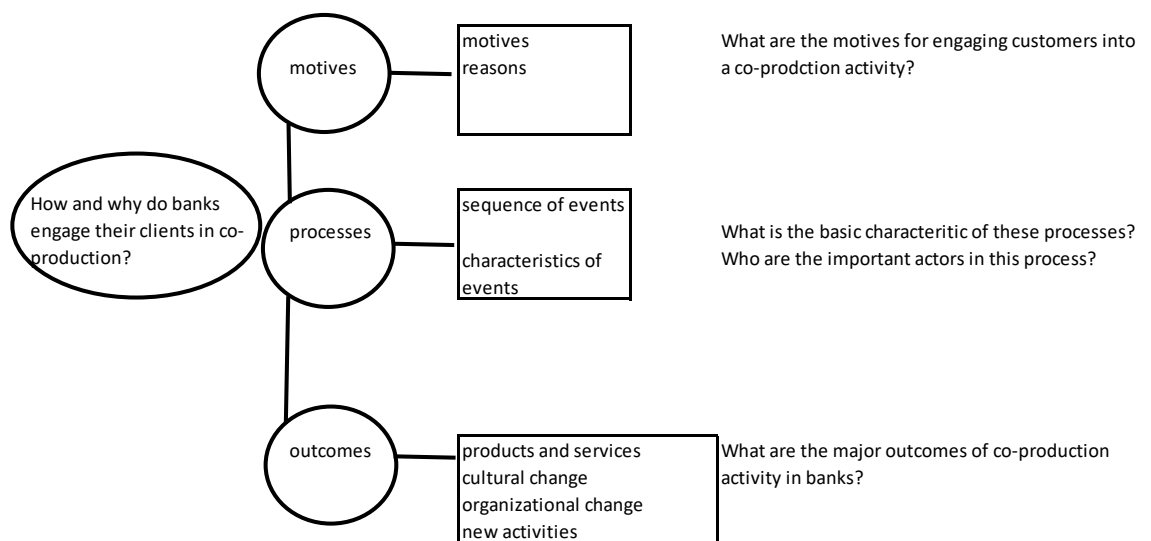 How and why do banks
engage their clients in co-
production?
motives
motives
reasons
What are the motives for engaging customers into
a co-prodction activity?
processes
sequence of events
characteristics of
events
What is the basic characteritic of these processes?
Who are the important actors in this process?
outcomes
products and services
cultural change
organizational change
new activities
What are the major outcomes of co-production
activity in banks?